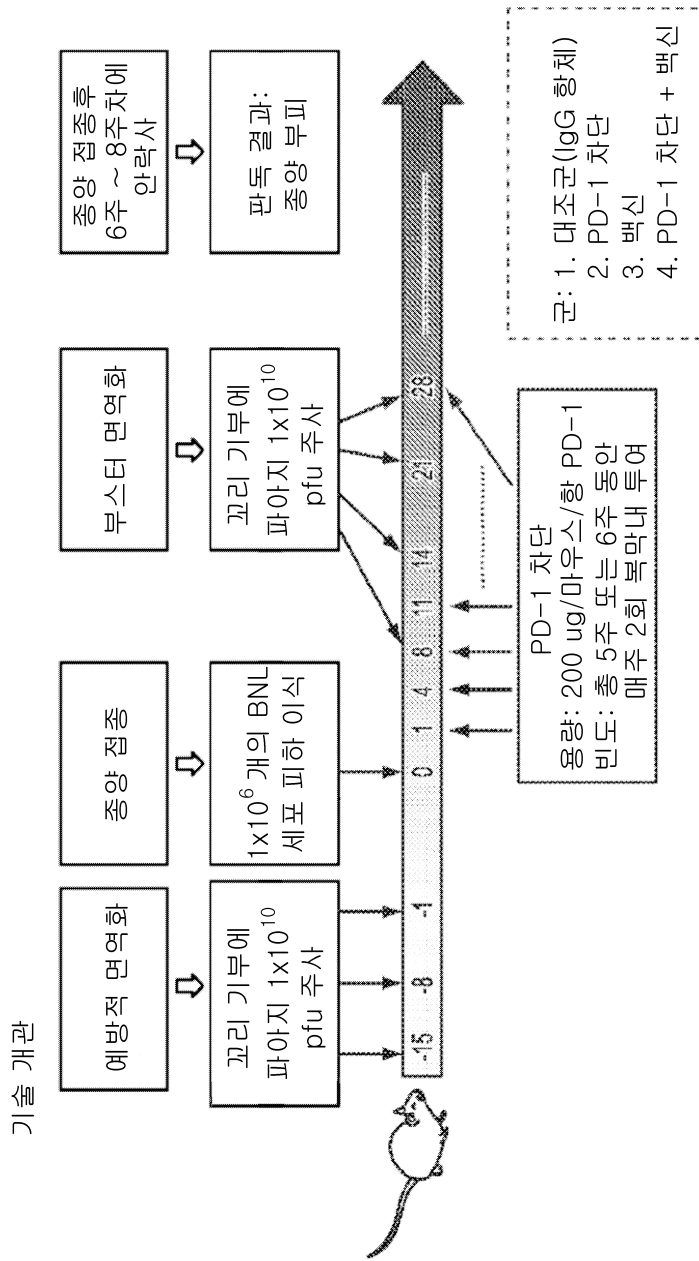 기술 개관
예방적 면역화
꼬리 기부에
파아지 1x10^10
pfu 주사
종양 접종
1x10^6 개의 BNL
세포 피하 이식
부스터 면역화
꼬리 기부에
파아지 1x10^10
pfu 주사
종양 접종후
6주 ~ 8주차에
안락사
판독 결과:
종양 부피
-15 -8 -1 0 1 4 8 11 14 21 28
PD-1 차단
용량: 200 ug/마우스/항 PD-1
빈도: 총 5주 또는 6주 동안
매주 2회 복막내 투여
군: 1. 대조군(IgG 항체)
2. PD-1 차단
3. 백신
4. PD-1 차단 + 백신